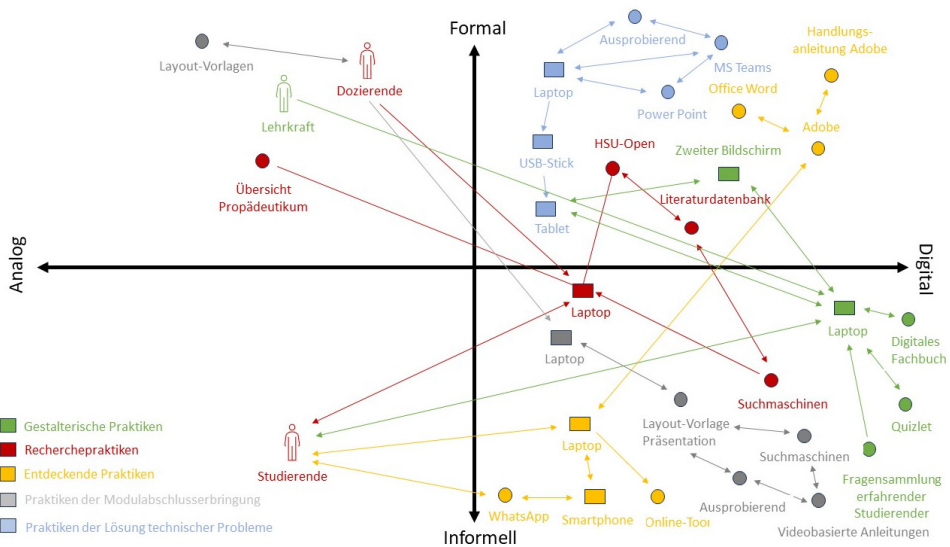 Formal
Handlungs-
anleitung Adobe
Ausprobierend
Layout-Vorlagen
MS Teams
Dozierende
Laptop
Office Word
Power Point
Adobe
Lehrkraft
HSU-Open
Zweiter Bildschirm
USB-Stick
Übersicht
Propädeutikum
Literaturdatenbank
Tablet
Analog
Digital
Laptop
Laptop
Digitales
Fachbuch
Laptop
Suchmaschinen
Quizlet
Layout-Vorlage
Präsentation
Laptop
Suchmaschinen
Studierende
Fragensammlung
erfahrender
Studierender
Ausprobierend
WhatsApp
Smartphone
Online-Tool
Videobasierte Anleitungen
Informell
Gestalterische Praktiken
Recherchepraktiken
Entdeckende Praktiken
Praktiken der Modulabschlusserbringung
Praktiken der Lösung technischer Probleme